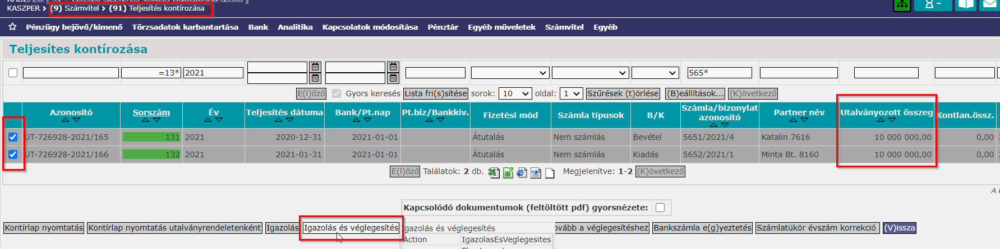 KASZPER > (9) Számvitel > (91) Teljesítés kontírozása
Pénzügy bejövő/kimenő Törzsadatok karbantartása Bank Analitika Kapcsolatok módosítása Pénztár Egyéb műveletek Számvitel Egyéb
Teljesítes kontírozása
=13* 2021 565*
E(l)őző Gyors keresés Lista fri(s)sítése sorok: 10 oldal: 1 Szűrések (t)örlése (B)eállítások... (K)övetkező
Azonosító Sorszám Év Teljesítés dátuma Bank/Pt.nap Pt.biz/Bankkiv. Fizetési mód Számla típusok B/K Számla/bizonylat azonosító Partner név Utalványozott összeg Kontlan.össz.
UT-726928-2021/165 131 2021 2020-12-31 2021-01-01 Átutalás Nem számlás Bevétel 5651/2021/4 Katalin 7616 10 000 000,00 0,00
UT-726928-2021/166 132 2021 2021-01-31 2021-01-01 Átutalás Nem számlás Kiadás 5652/2021/1 Minta Bt. 8160 10 000 000,00 0,00
E(l)őző Találatok: 2 db. Megjelenítve: 1-2 (K)övetkező
Kapcsolódó dokumentumok (feltöltött pdf) gyorsnézete:
Kontírlap nyomtatás Kontírlap nyomtatás utalványrendeletenként Igazolás Igazolás és véglegesítés Igazolás és véglegesítés ovább a véglegesítéshez Bankszámla e(g)yeztetés Számlatükör évszám korrekció (V)issza
Action IgazolasEsVeglegesites